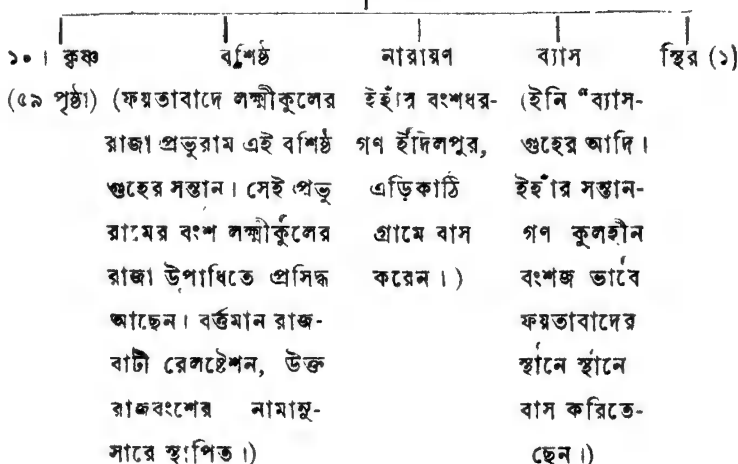 ১০। কৃষ্ণ বশিষ্ঠ নারায়ণ ব্যাস স্থির (১)
(৫৯ পৃষ্ঠা) (ফয়তাবাদে লক্ষ্মীকুলের ইহাঁর বংশধর- (ইনি “ব্যাস-
রাজা প্রভুরাম এই বশিষ্ঠ গণ ইদিলপুর, গুহের আদি।
গুহের সন্তান। সেই প্রভু এড়িকাঠি ইহাঁর সন্তান-
রামের বংশ লক্ষ্মীকুলের গ্রামে বাস গণ কুলহীন
রাজা উপাধিতে প্রসিদ্ধ করেন।) বংশজ ভাবে
আছেন। বর্ত্তমান রাজ- ফয়তাবাদের
বাটী রেলষ্টেশন, উক্ত স্থানে স্থানে
রাজবংশের নামানু- বাস করিতে-
সারে স্থাপিত।) ছেন।)